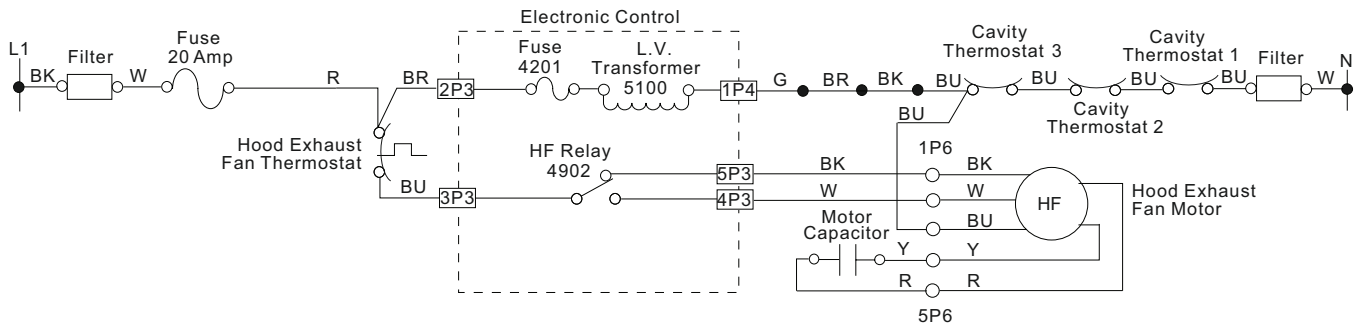 Electronic Control
L1
Filter
Fuse
20 Amp
BK
W
R
BR
2P3
Fuse
4201
L.V.
Transformer
5100
1P4
G
BR
BK
BU
Cavity
Thermostat 3
BU
Cavity
Thermostat 2
BU
Cavity
Thermostat 1
BU
Filter
W
N
BU
Hood Exhaust
Fan Thermostat
BU
3P3
HF Relay
4902
5P3
4P3
BK
W
1P6
BK
W
BU
HF
Hood Exhaust
Fan Motor
Motor
Capacitor
Y
Y
R
R
5P6